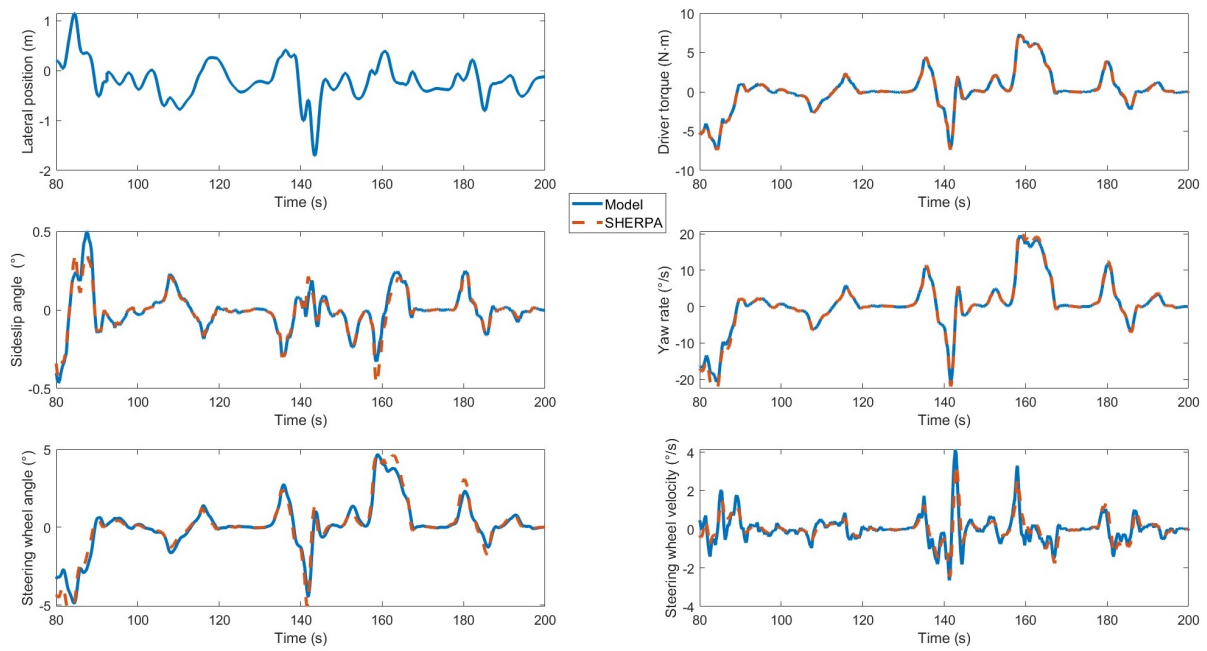 Lateral position (m)
1
0
-1
-2
80 100 120 140 160 180 200
Time (s)
Driver torque (N·m)
10
5
0
-5
-10
80 100 120 140 160 180 200
Time (s)
Model
SHERPA
Sideslip angle (°)
0.5
0
-0.5
80 100 120 140 160 180 200
Time (s)
Yaw rate (°/s)
20
10
0
-10
-20
80 100 120 140 160 180 200
Time (s)
Steering wheel angle (°)
5
0
-5
80 100 120 140 160 180 200
Time (s)
Steering wheel velocity (°/s)
4
2
0
-2
-4
80 100 120 140 160 180 200
Time (s)